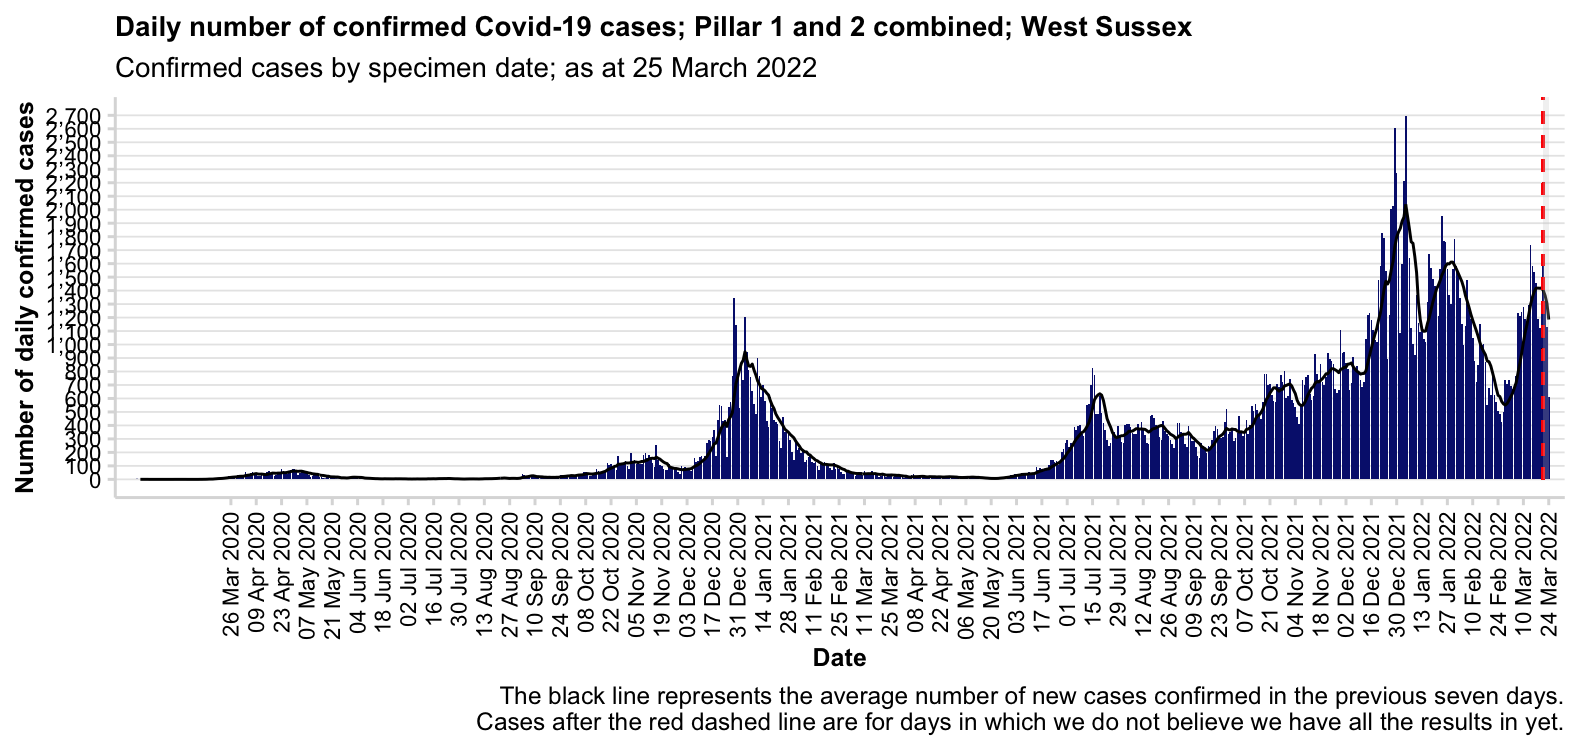 Daily number of confirmed Covid-19 cases; Pillar 1 and 2 combined; West Sussex
Confirmed cases by specimen date; as at 25 March 2022
Number of daily confirmed cases
2,700
2,600
2,500
2,400
2,300
2,200
2,100
2,000
1,900
1,800
1,700
1,600
1,500
1,400
1,300
1,200
1,100
1,000
900
800
700
600
500
400
300
200
100
0
26 Mar 2020
09 Apr 2020
23 Apr 2020
07 May 2020
21 May 2020
04 Jun 2020
18 Jun 2020
02 Jul 2020
16 Jul 2020
30 Jul 2020
13 Aug 2020
27 Aug 2020
10 Sep 2020
24 Sep 2020
08 Oct 2020
22 Oct 2020
05 Nov 2020
19 Nov 2020
03 Dec 2020
17 Dec 2020
31 Dec 2020
14 Jan 2021
28 Jan 2021
11 Feb 2021
25 Feb 2021
11 Mar 2021
25 Mar 2021
08 Apr 2021
22 Apr 2021
06 May 2021
20 May 2021
03 Jun 2021
17 Jun 2021
01 Jul 2021
15 Jul 2021
29 Jul 2021
12 Aug 2021
26 Aug 2021
09 Sep 2021
23 Sep 2021
07 Oct 2021
21 Oct 2021
04 Nov 2021
18 Nov 2021
02 Dec 2021
16 Dec 2021
30 Dec 2021
13 Jan 2022
27 Jan 2022
10 Feb 2022
24 Feb 2022
10 Mar 2022
24 Mar 2022
Date
The black line represents the average number of new cases confirmed in the previous seven days.
Cases after the red dashed line are for days in which we do not believe we have all the results in yet.